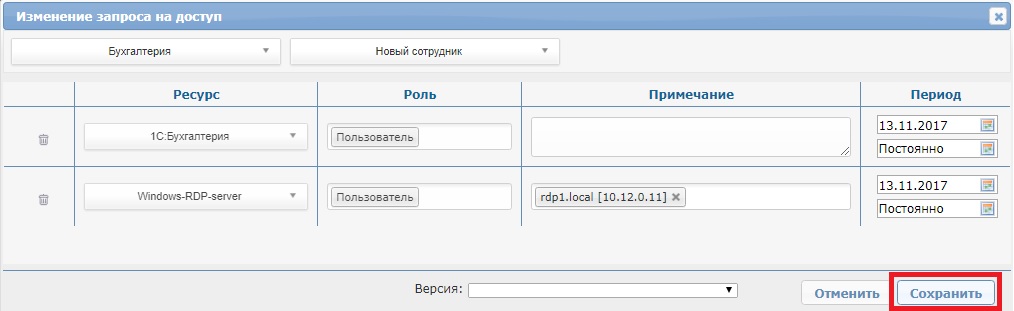 Изменение запроса на доступ
Бухгалтерия Новый сотрудник
Ресурс Роль Примечание Период
1С:Бухгалтерия Пользователь 13.11.2017
Постоянно
Windows-RDP-server Пользователь rdp1.local [10.12.0.11] 13.11.2017
Постоянно
Версия: Отменить Сохранить